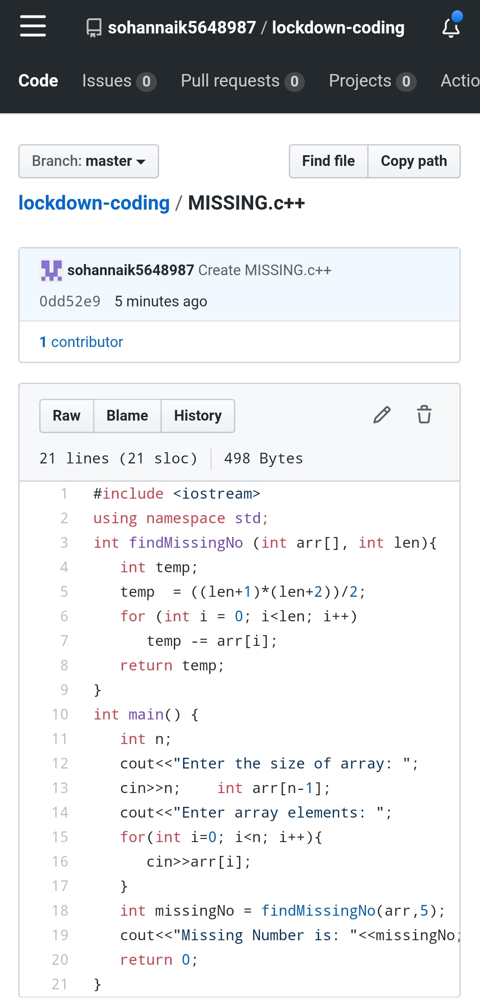 sohannaik5648987 / lockdown-coding
Code Issues 0 Pull requests 0 Projects 0 Actio
Branch: master Find file Copy path
lockdown-coding / MISSING.c++
sohannaik5648987 Create MISSING.c++
0dd52e9 5 minutes ago
1 contributor
Raw Blame History
21 lines (21 sloc) 498 Bytes
1 #include <iostream>
2 using namespace std;
3 int findMissingNo (int arr[], int len){
4    int temp;
5    temp  = ((len+1)*(len+2))/2;
6    for (int i = 0; i<len; i++)
7       temp -= arr[i];
8    return temp;
9 }
10 int main() {
11    int n;
12    cout<<"Enter the size of array: ";
13    cin>>n;    int arr[n-1];
14    cout<<"Enter array elements: ";
15    for(int i=0; i<n; i++){
16       cin>>arr[i];
17    }
18    int missingNo = findMissingNo(arr,5);
19    cout<<"Missing Number is: "<<missingNo;
20    return 0;
21 }